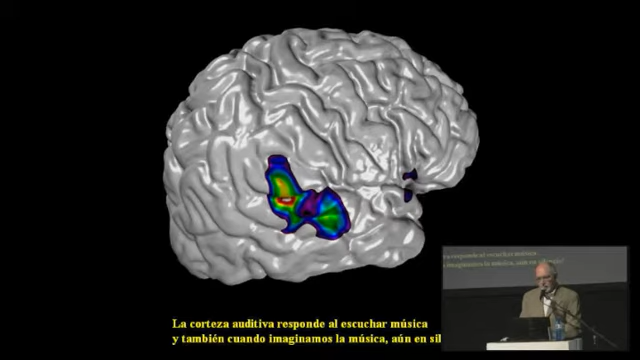 La corteza auditiva responde al escuchar música
y también cuando imaginamos la música, aún en sil